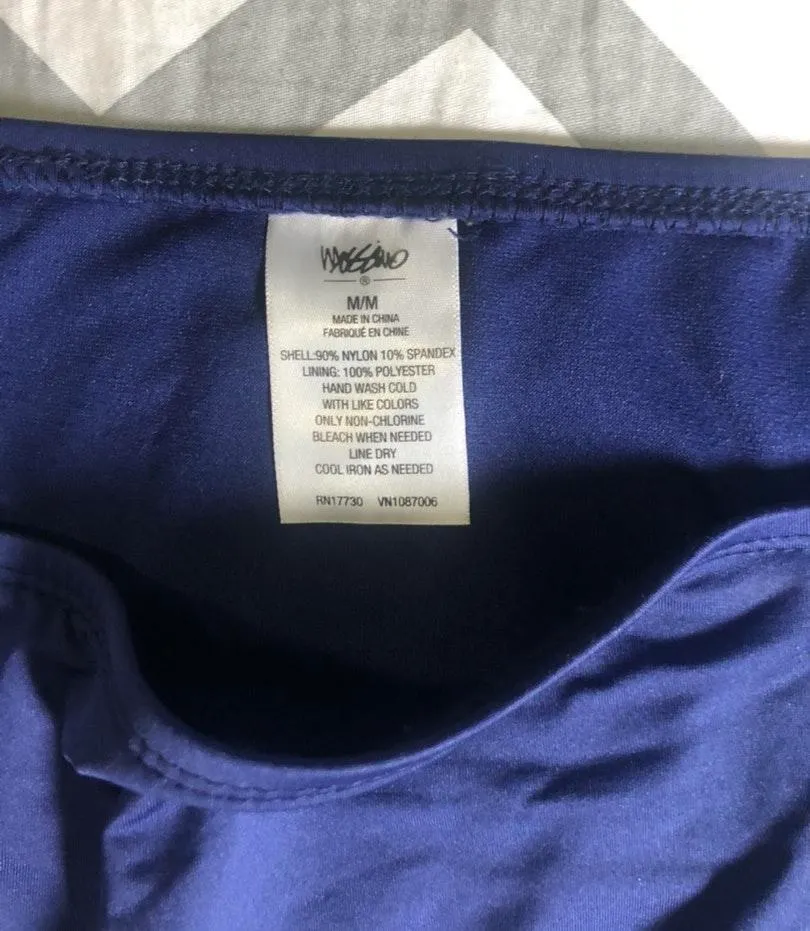 MOSSIMO
®
M/M
MADE IN CHINA
FABRIQUÉ EN CHINE
SHELL:90% NYLON 10% SPANDEX
LINING: 100% POLYESTER
HAND WASH COLD
WITH LIKE COLORS
ONLY NON-CHLORINE
BLEACH WHEN NEEDED
LINE DRY
COOL IRON AS NEEDED
RN17730 VN1087006